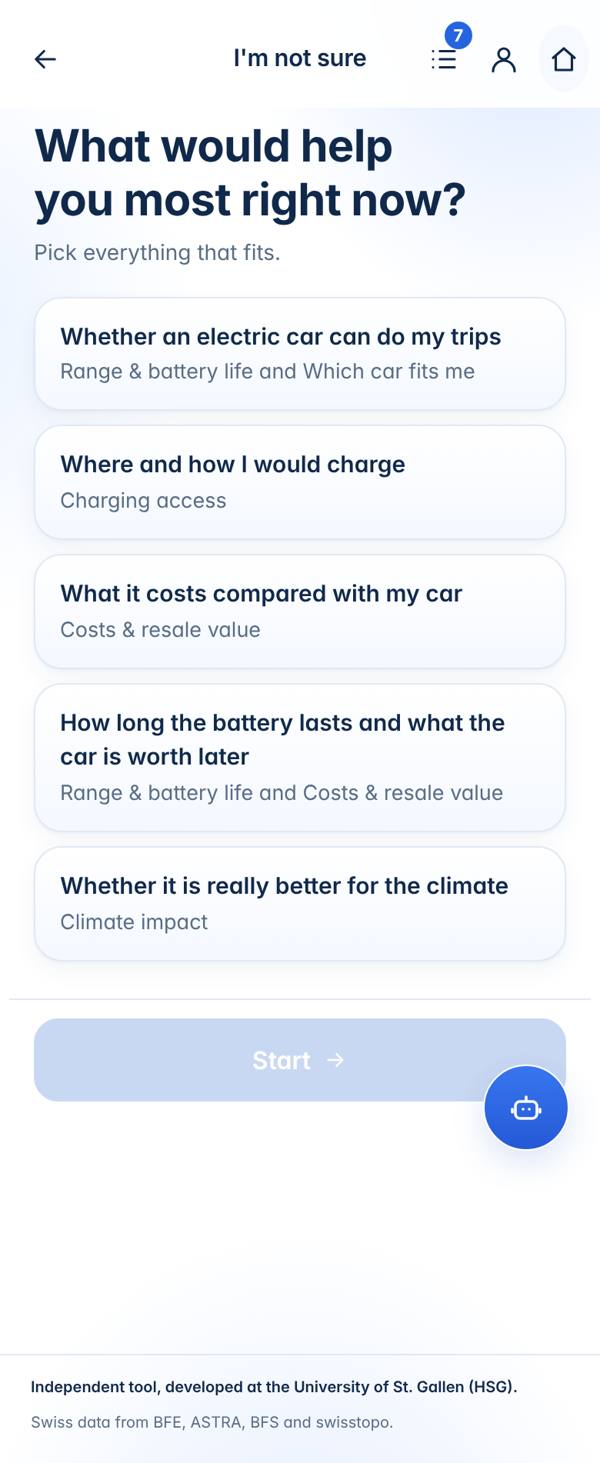 I'm not sure
7
What would help
you most right now?
Pick everything that fits.
Whether an electric car can do my trips
Range & battery life and Which car fits me
Where and how I would charge
Charging access
What it costs compared with my car
Costs & resale value
How long the battery lasts and what the
car is worth later
Range & battery life and Costs & resale value
Whether it is really better for the climate
Climate impact
Start →
Independent tool, developed at the University of St. Gallen (HSG).
Swiss data from BFE, ASTRA, BFS and swisstopo.